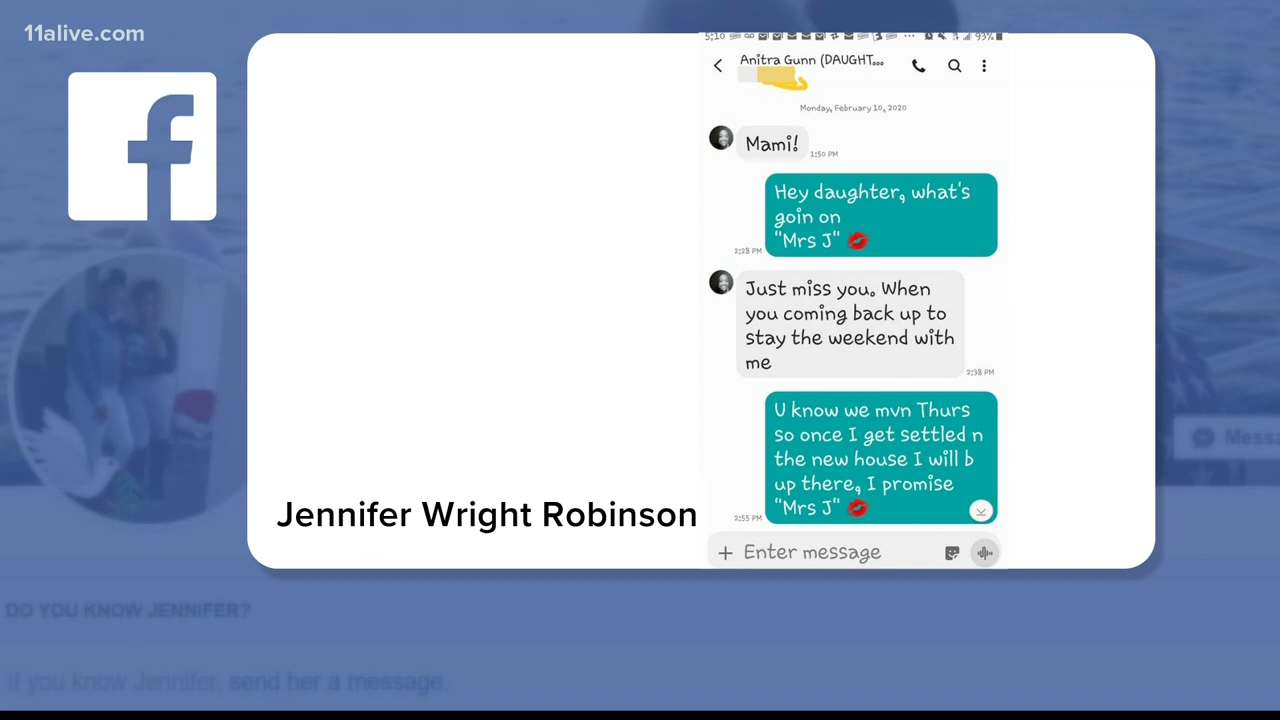 11alive.com
f
5:10 93%
Anitra Gunn (DAUGHT...
Monday, February 10, 2020
Mami!
1:50 PM
Hey daughter, what's
goin on
"Mrs J" 💋
2:28 PM
Just miss you. When
you coming back up to
stay the weekend with
me
2:38 PM
U know we mvn Thurs
so once I get settled n
the new house I will b
up there, I promise
"Mrs J" 💋
2:55 PM
Enter message
Jennifer Wright Robinson
Messa
DO YOU KNOW JENNIFER?
If you know Jennifer, send her a message.